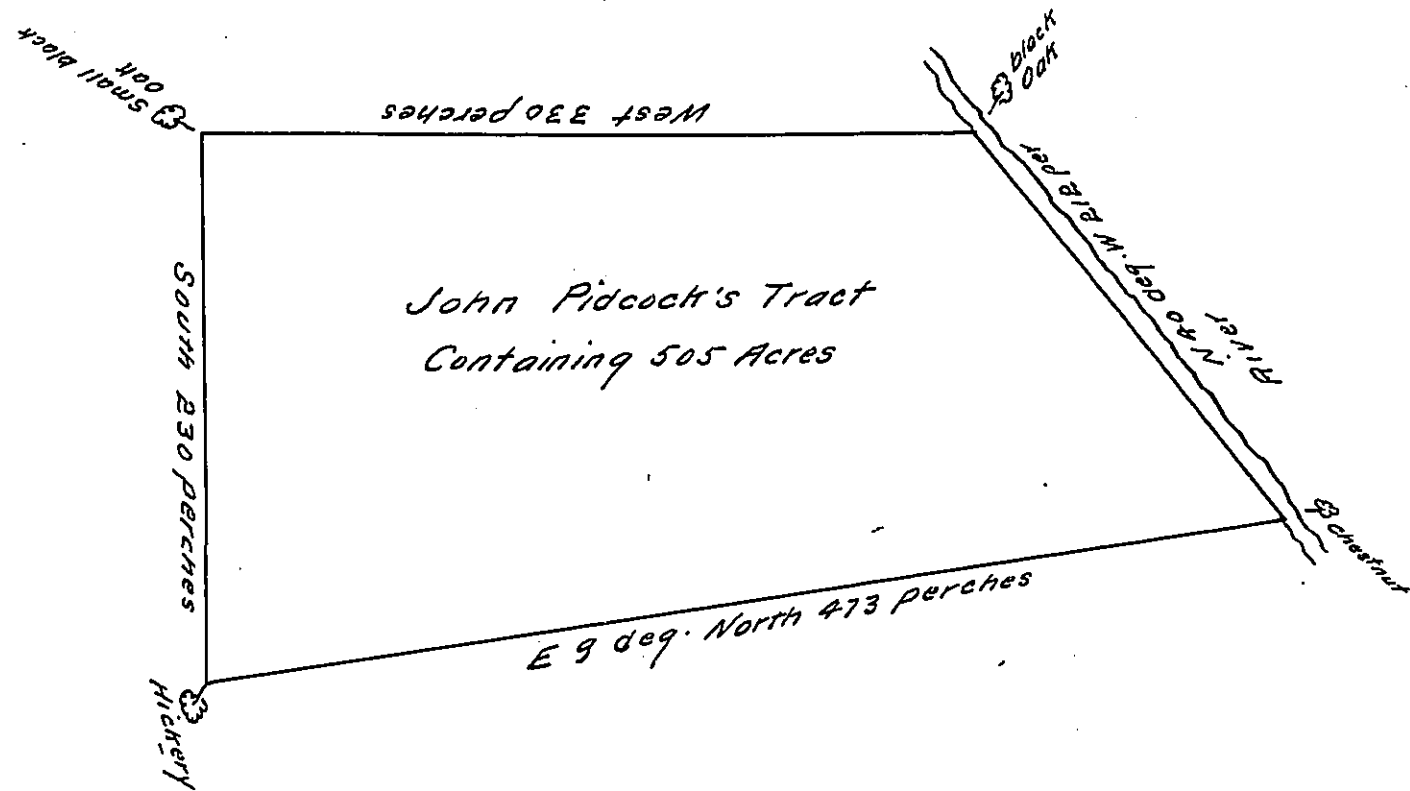 Small black
Oak
West 330 perches
black
Oak
N 40 deg. W 212 per
River
John Pidcock's Tract
Containing 505 Acres
South 230 perches
E 9 deg. North 473 perches
chestnut
Hickery